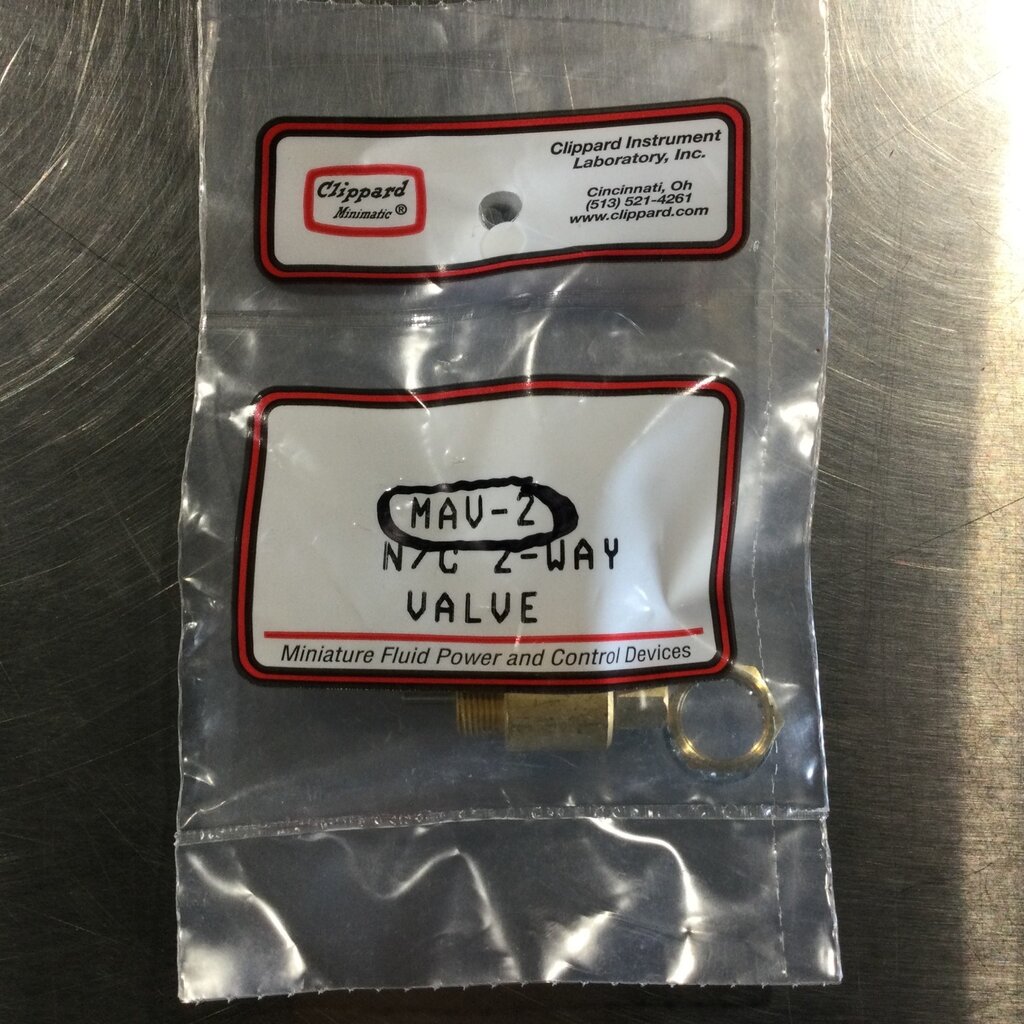 Clippard
Minimatic ®
Clippard Instrument
Laboratory, Inc.
Cincinnati, Oh
(513) 521-4261
www.clippard.com
MAV-2
N/C 2-WAY
VALVE
Miniature Fluid Power and Control Devices